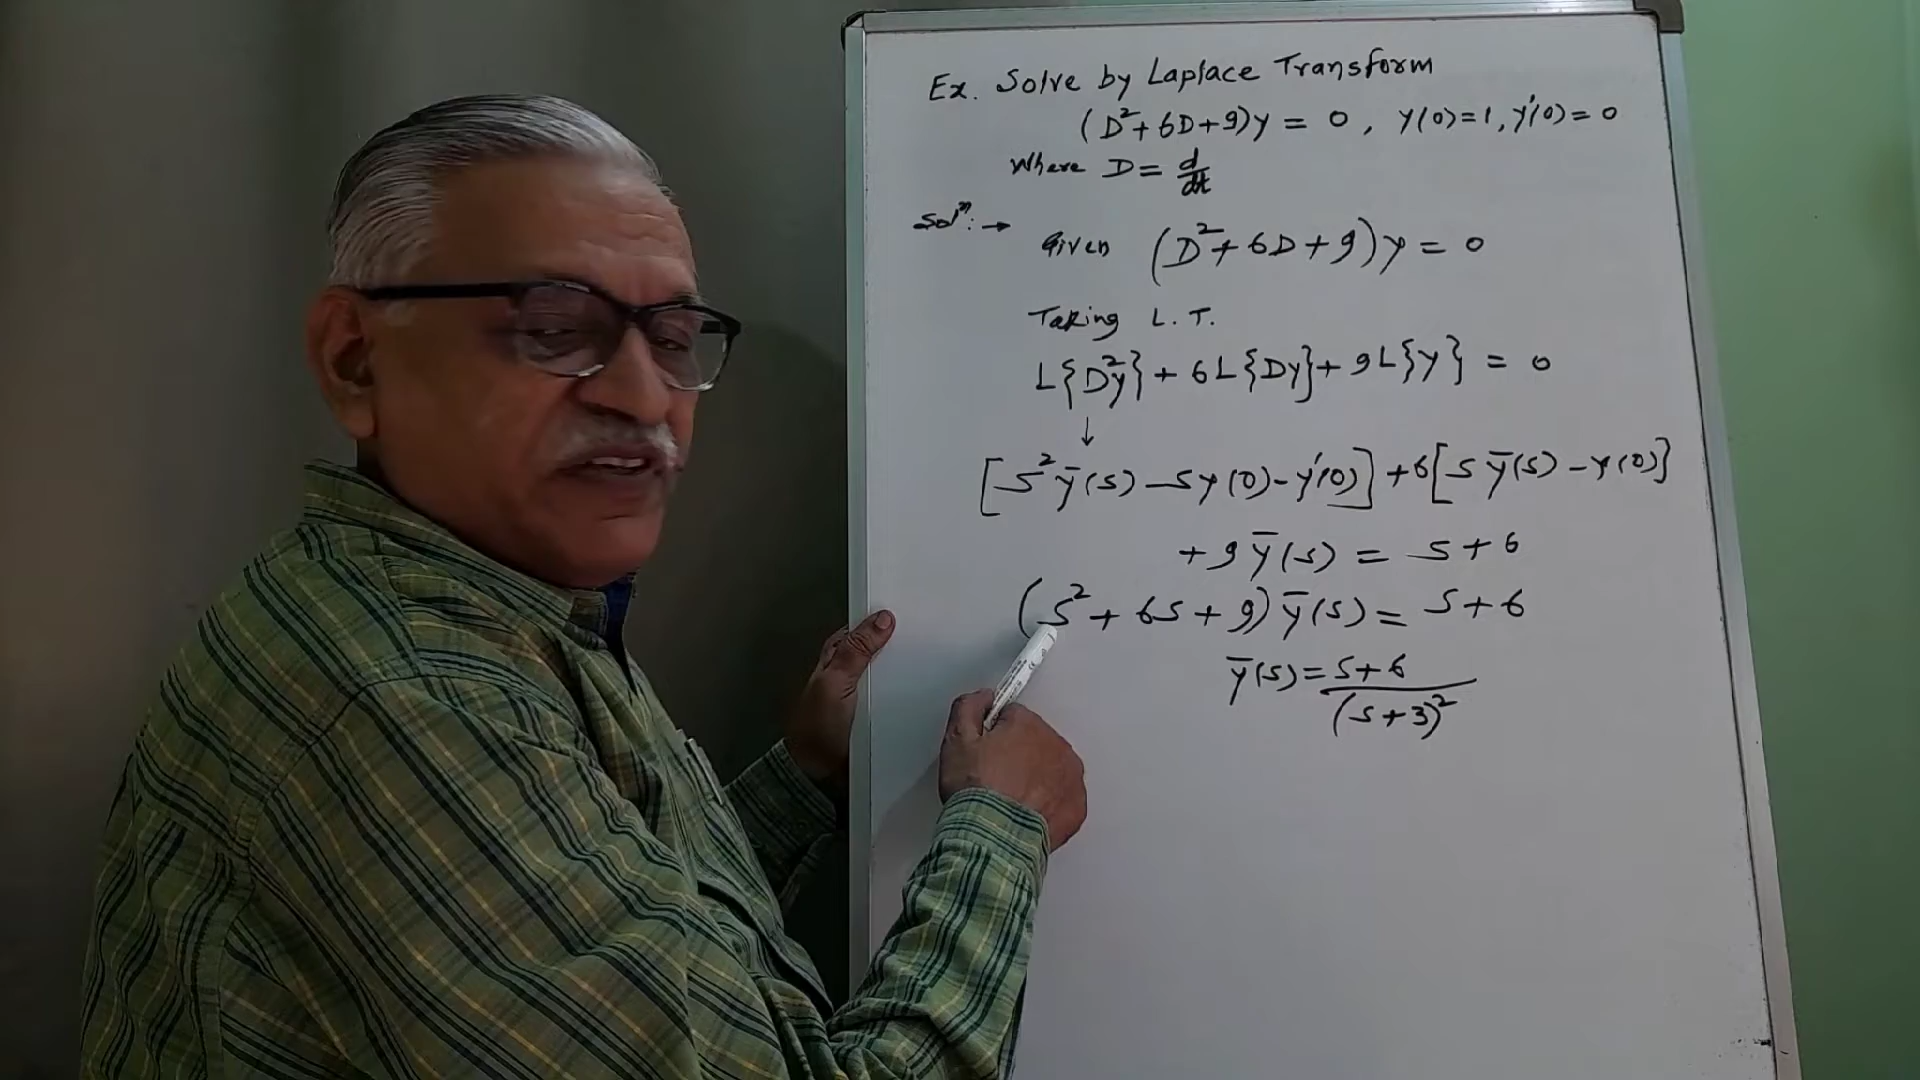 Ex. Solve by Laplace Transform
(D²+6D+9)y = 0, y(0)=1, y'(0)=0
Where D = d/dt
Solⁿ: → Given (D²+6D+9)y = 0
Taking L.T.
L{D²y} + 6L{Dy} + 9L{y} = 0
↓
[s²ȳ(s) - sy(0) - y'(0)] + 6[sȳ(s) - y(0)]
+ 9ȳ(s) = s+6
(s²+6s+9)ȳ(s) = s+6
ȳ(s) = s+6/(s+3)²